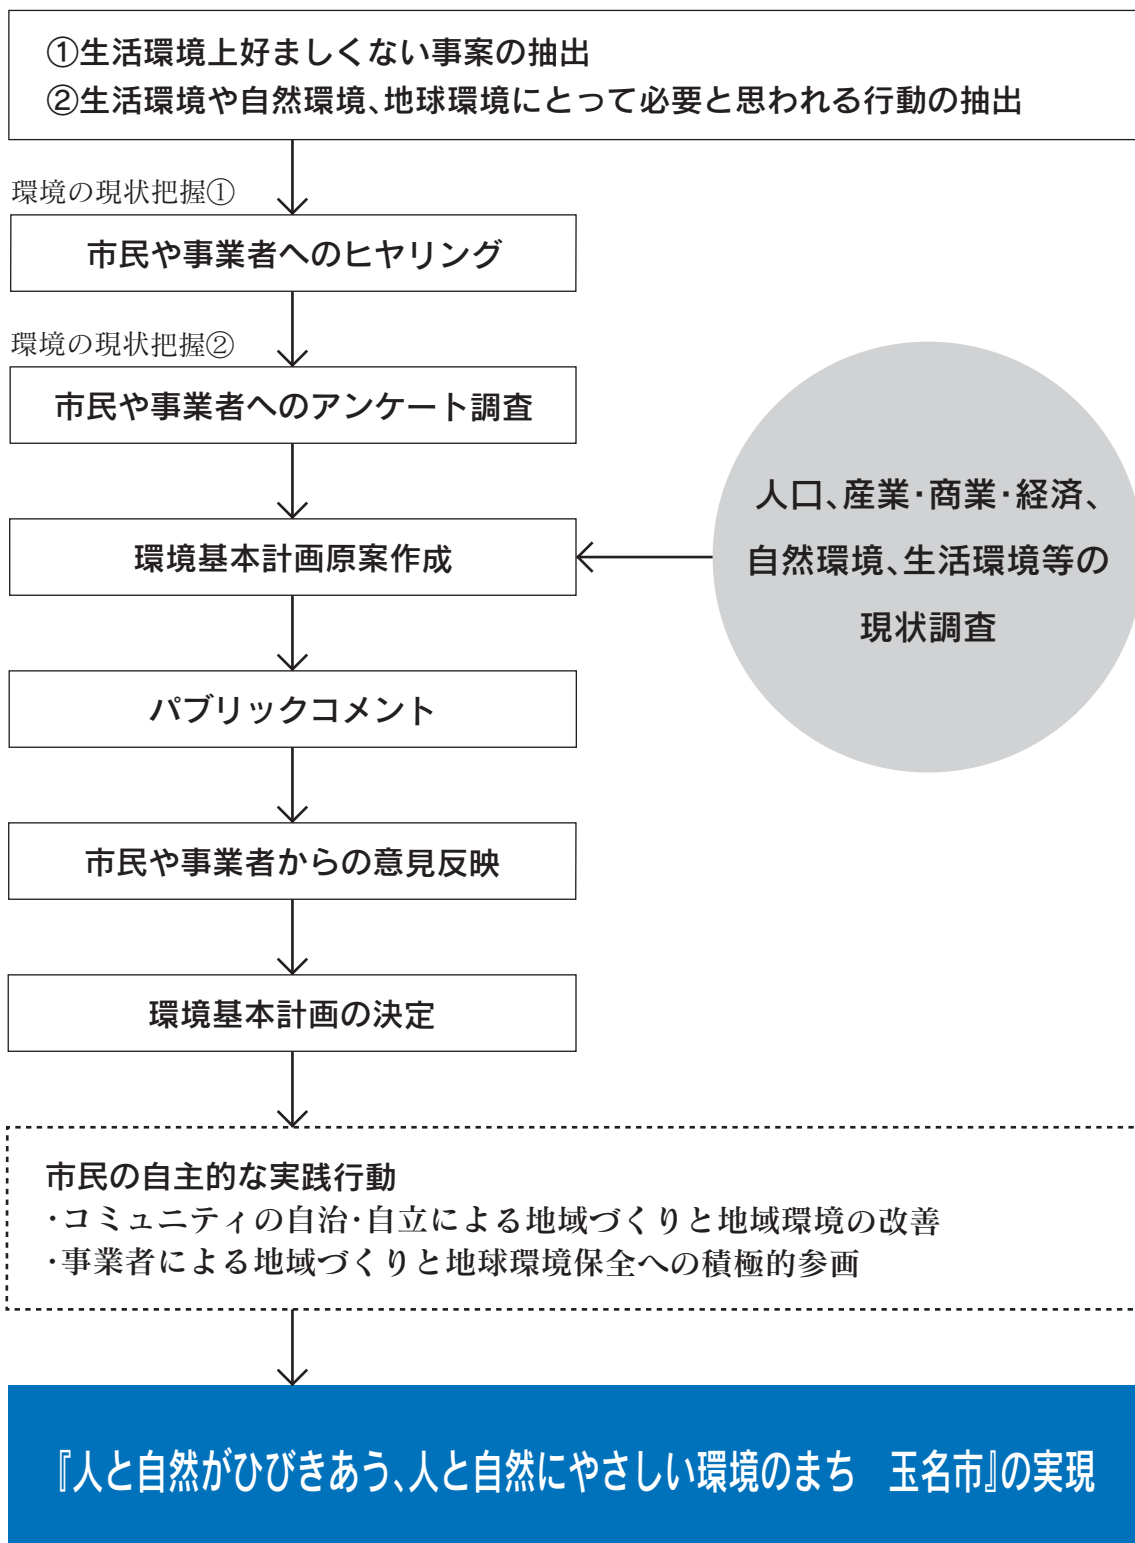 ①生活環境上好ましくない事案の抽出
②生活環境や自然環境、地球環境にとって必要と思われる行動の抽出
環境の現状把握①
市民や事業者へのヒヤリング
環境の現状把握②
市民や事業者へのアンケート調査
環境基本計画原案作成
人口、産業・商業・経済、
自然環境、生活環境等の
現状調査
パブリックコメント
市民や事業者からの意見反映
環境基本計画の決定
市民の自主的な実践行動
・コミュニティの自治・自立による地域づくりと地域環境の改善
・事業者による地域づくりと地球環境保全への積極的参画
『人と自然がひびきあう、人と自然にやさしい環境のまち　玉名市』の実現